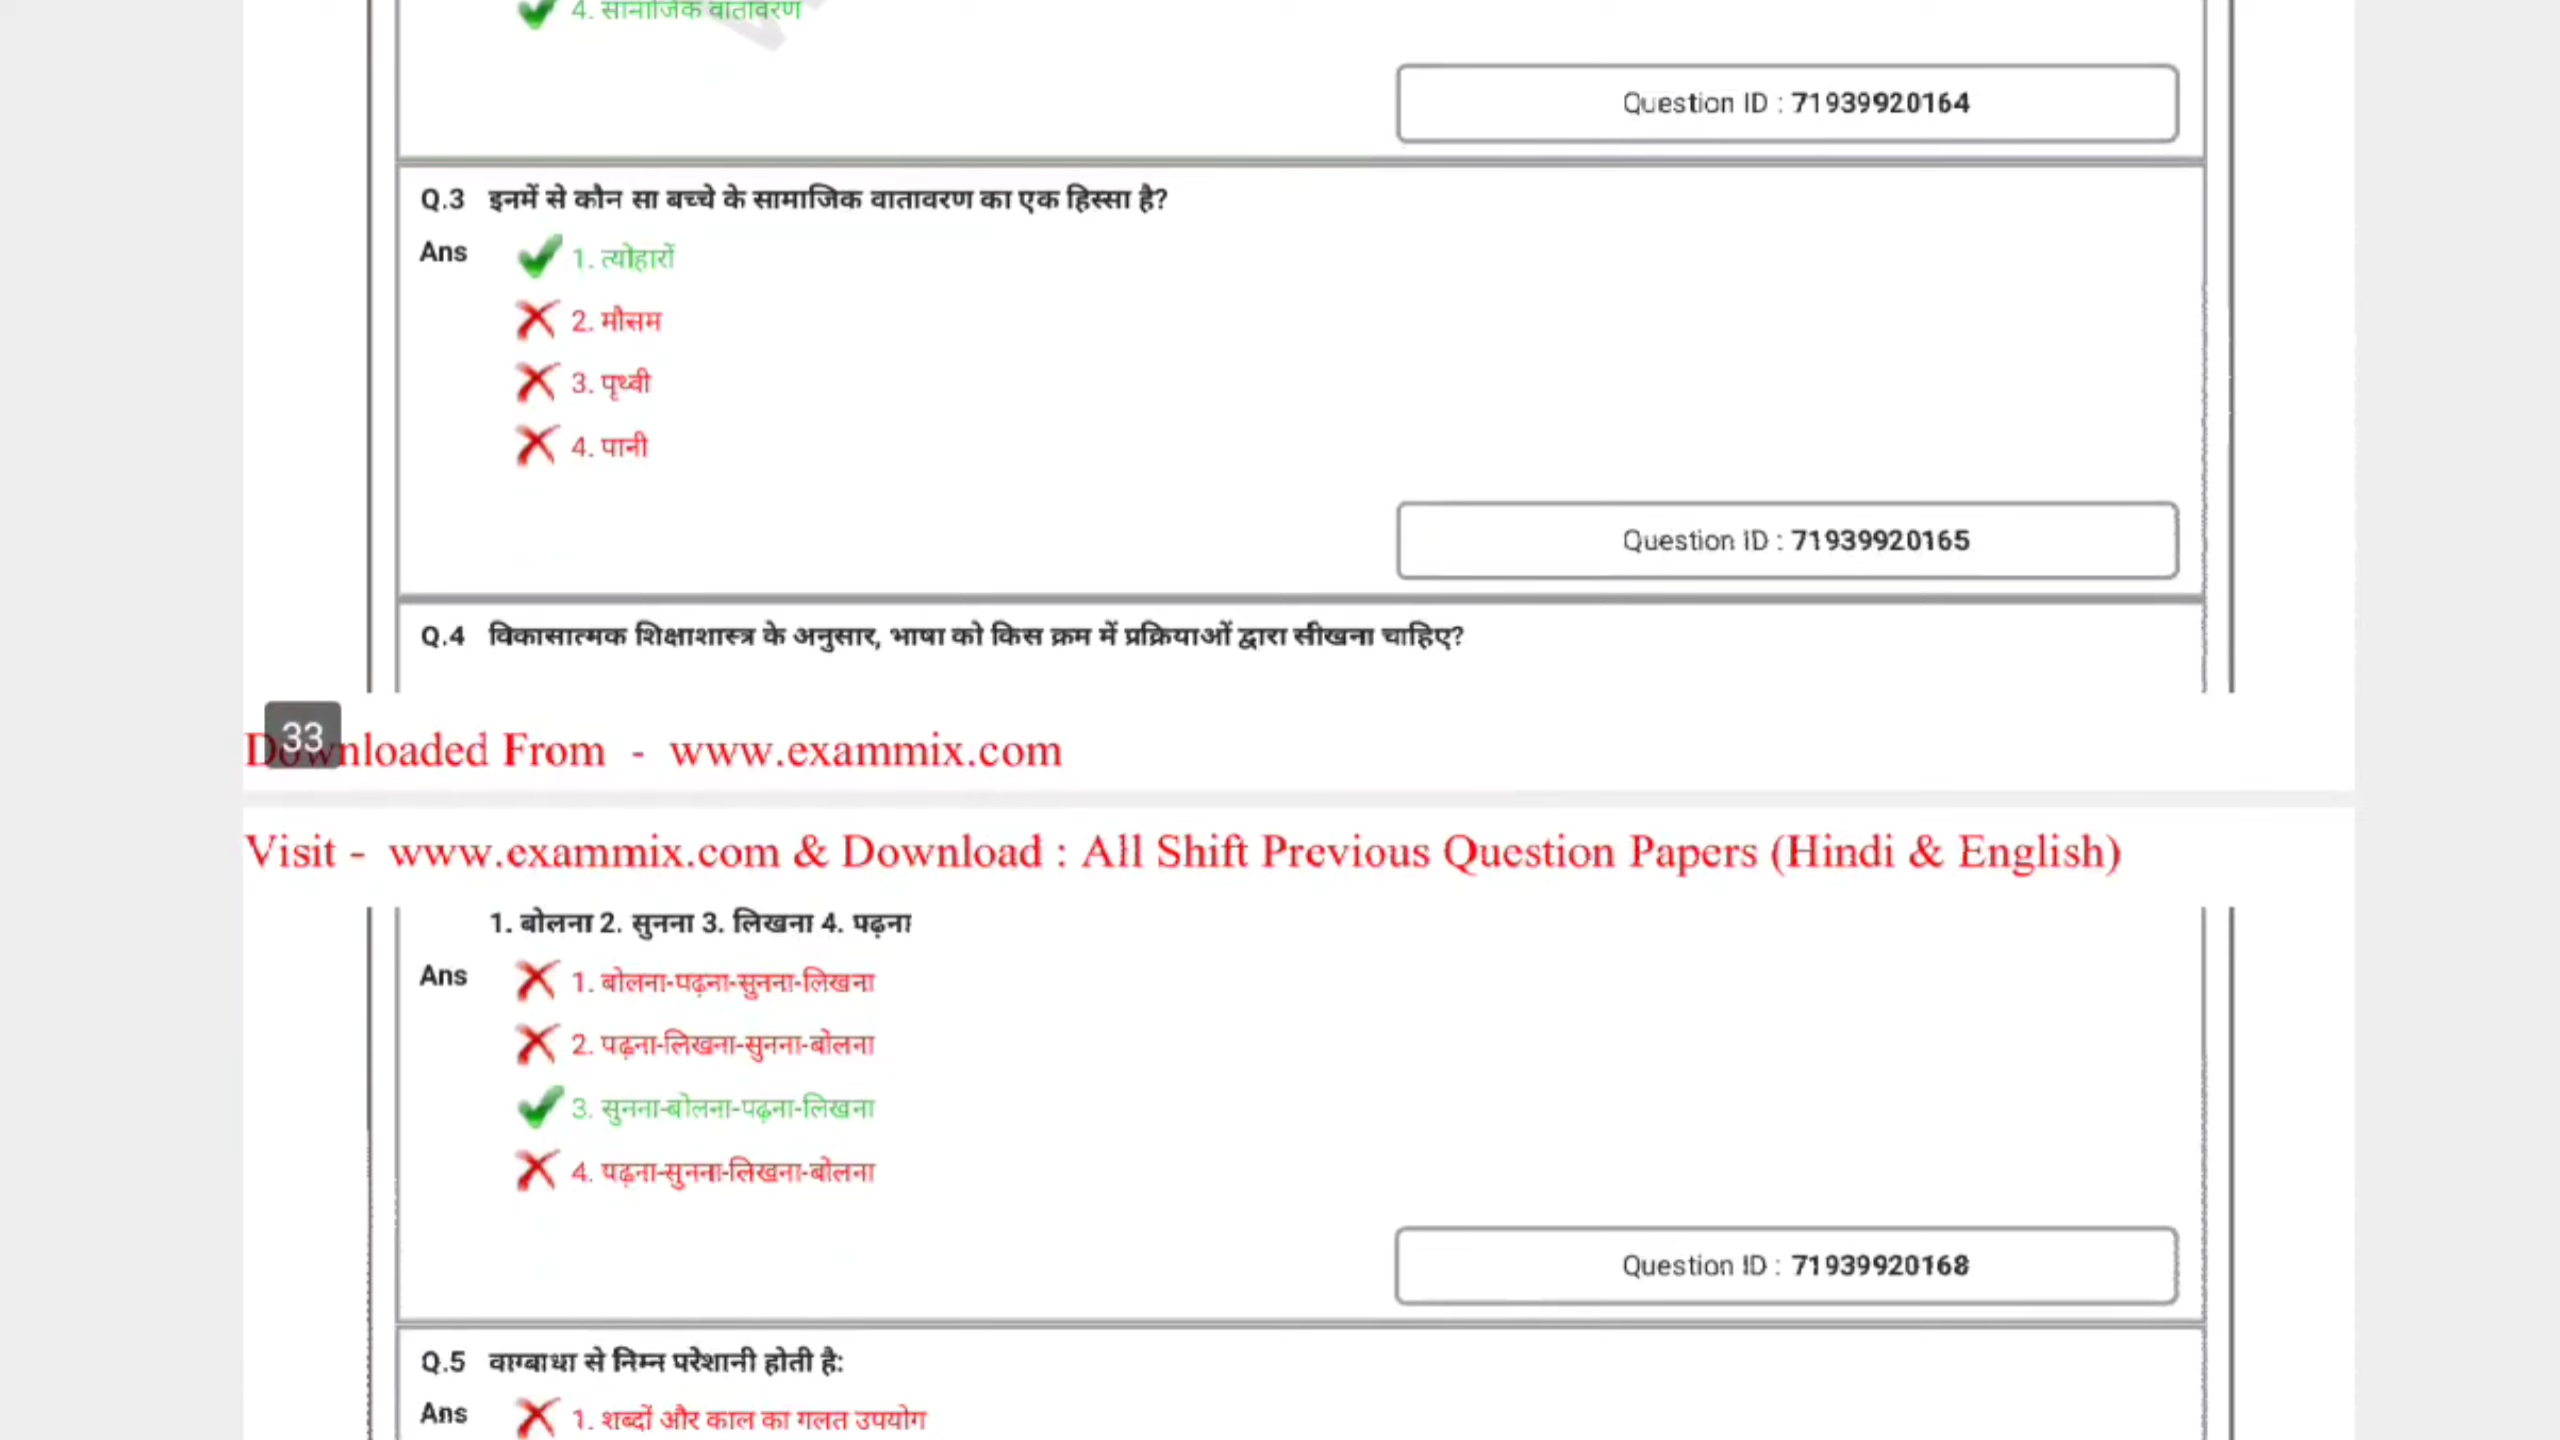 4. सामाजिक वातावरण
Question ID : 71939920164
Q.3 इनमें से कौन सा बच्चे के सामाजिक वातावरण का एक हिस्सा है?
Ans 1. त्योहारों
2. मौसम
3. पृथ्वी
4. पानी
Question ID : 71939920165
Q.4 विकासात्मक शिक्षाशास्त्र के अनुसार, भाषा को किस क्रम में प्रक्रियाओं द्वारा सीखना चाहिए?
33
Downloaded From - www.exammix.com
Visit - www.exammix.com & Download : All Shift Previous Question Papers (Hindi & English)
1. बोलना 2. सुनना 3. लिखना 4. पढ़ना
Ans 1. बोलना-पढ़ना-सुनना-लिखना
2. पढ़ना-लिखना-सुनना-बोलना
3. सुनना-बोलना-पढ़ना-लिखना
4. पढ़ना-सुनना-लिखना-बोलना
Question ID : 71939920168
Q.5 वाग्बाधा से निम्न परेशानी होती है:
Ans 1. शब्दों और काल का गलत उपयोग